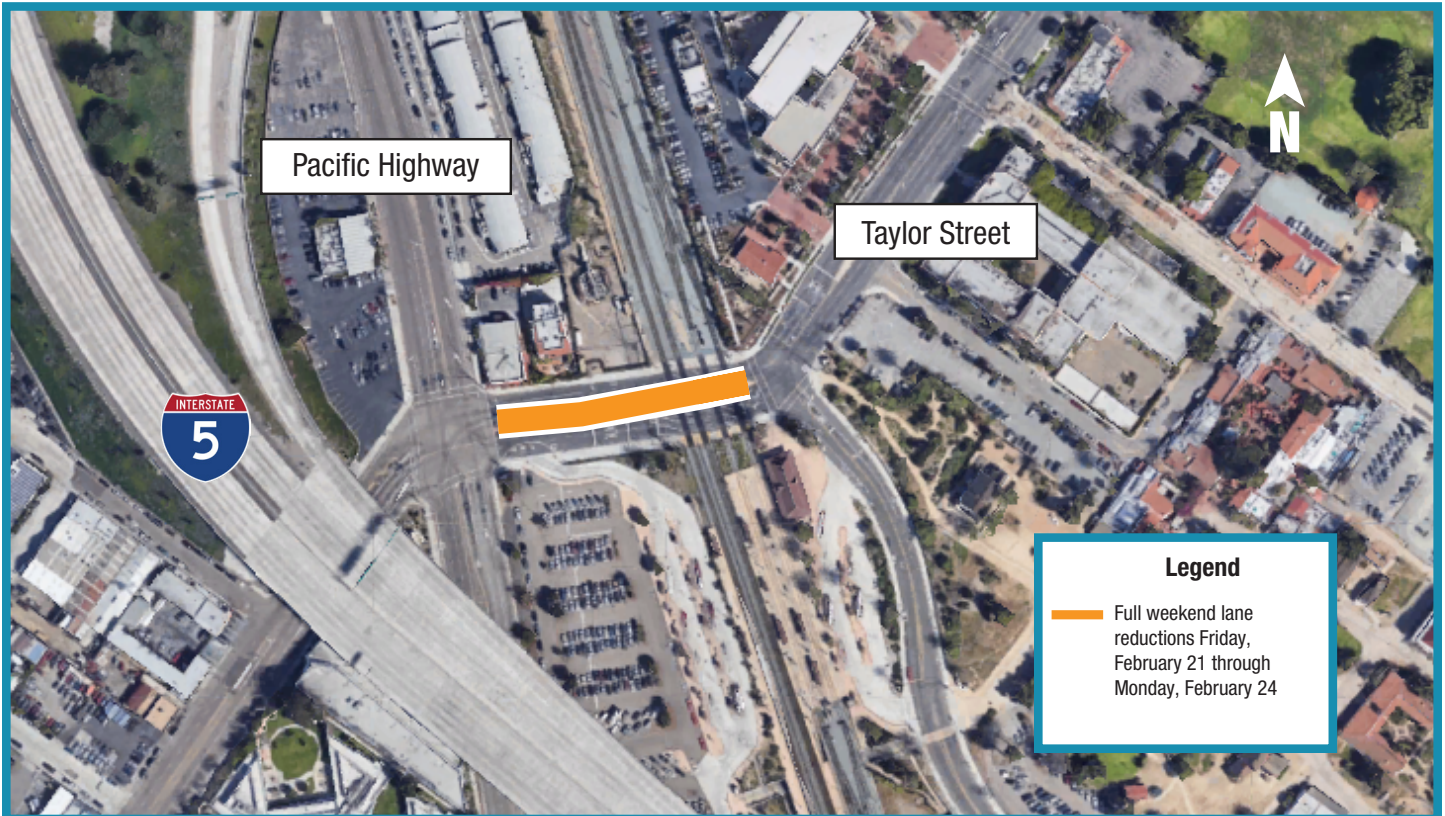 Pacific Highway
N
Taylor Street
INTERSTATE
5
Legend
Full weekend lane
reductions Friday,
February 21 through
Monday, February 24